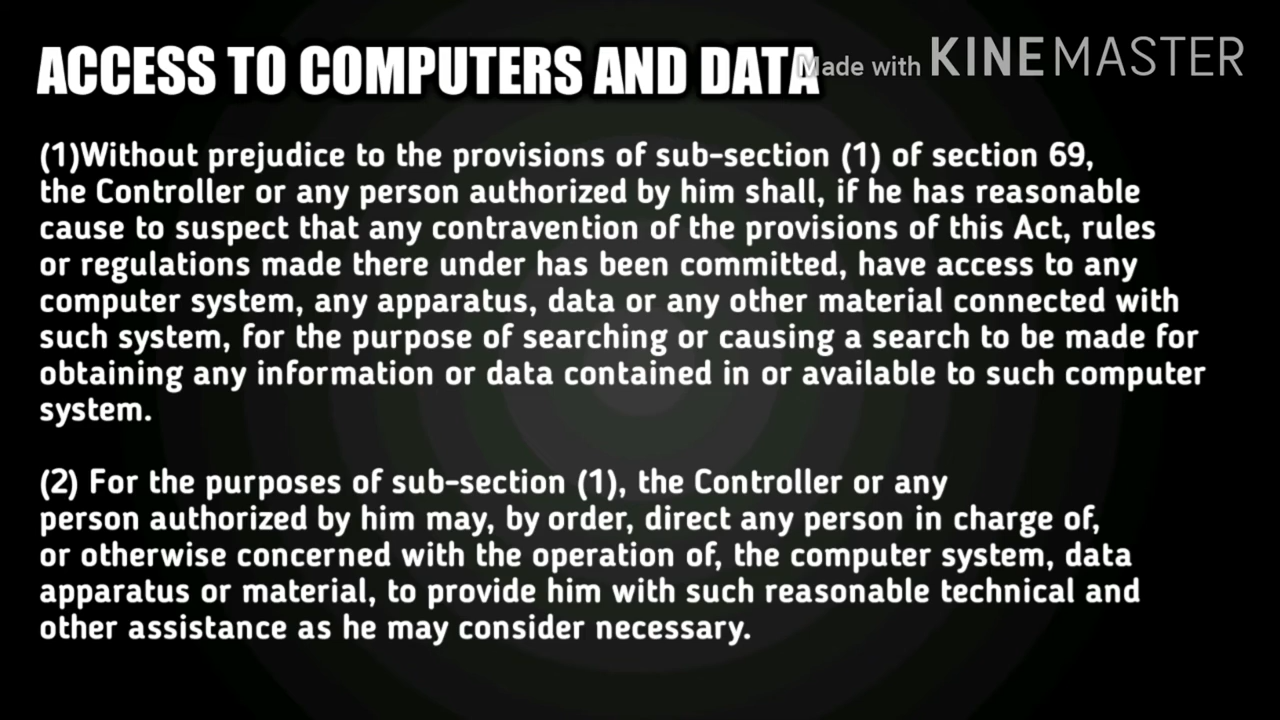 ACCESS TO COMPUTERS AND DATA
Made with KINEMASTER
(1)Without prejudice to the provisions of sub-section (1) of section 69,
the Controller or any person authorized by him shall, if he has reasonable
cause to suspect that any contravention of the provisions of this Act, rules
or regulations made there under has been committed, have access to any
computer system, any apparatus, data or any other material connected with
such system, for the purpose of searching or causing a search to be made for
obtaining any information or data contained in or available to such computer
system.
(2) For the purposes of sub-section (1), the Controller or any
person authorized by him may, by order, direct any person in charge of,
or otherwise concerned with the operation of, the computer system, data
apparatus or material, to provide him with such reasonable technical and
other assistance as he may consider necessary.